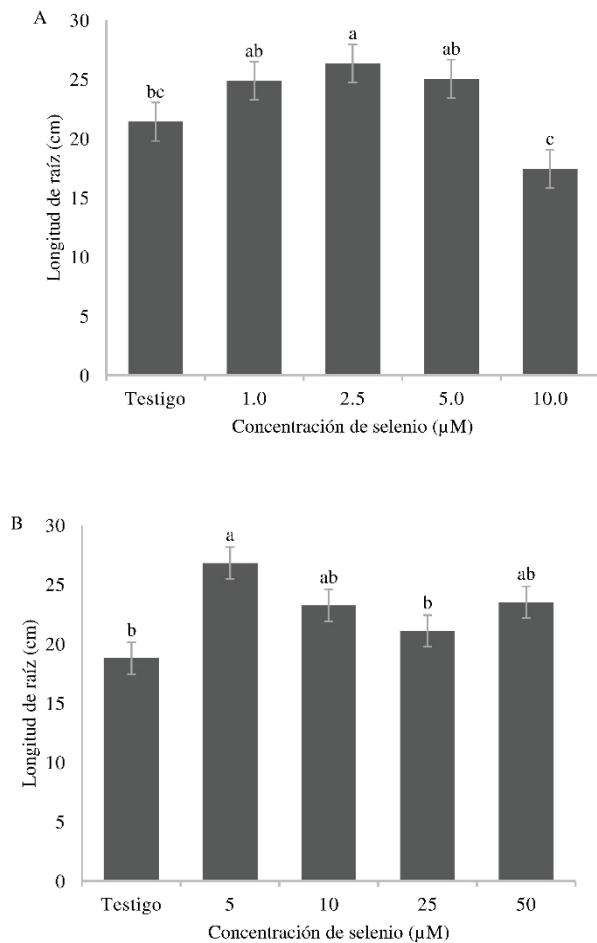 A
Longitud de raíz (cm)
30
25
20
15
10
5
0
bc
ab
a
ab
c
Testigo 1.0 2.5 5.0 10.0
Concentración de selenio (µM)
B
Longitud de raíz (cm)
30
25
20
15
10
5
0
b
a
ab
b
ab
Testigo 5 10 25 50
Concentración de selenio (µM)